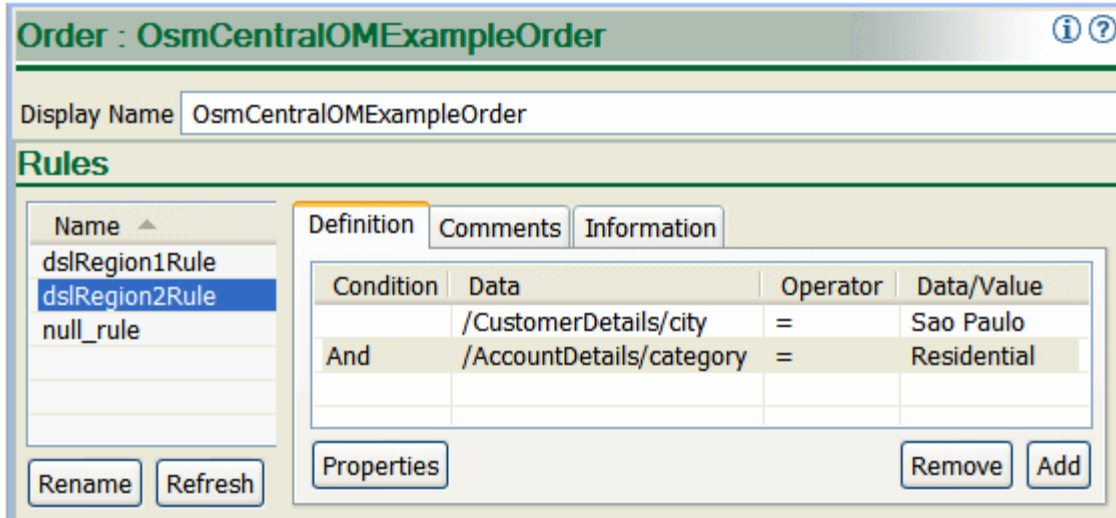 Order : OsmCentralOMExampleOrder
Display Name OsmCentralOMExampleOrder
Rules
Name
dslRegion1Rule
dslRegion2Rule
null_rule
Rename Refresh
Definition Comments Information
Condition Data Operator Data/Value
/CustomerDetails/city = Sao Paulo
And /AccountDetails/category = Residential
Properties Remove Add